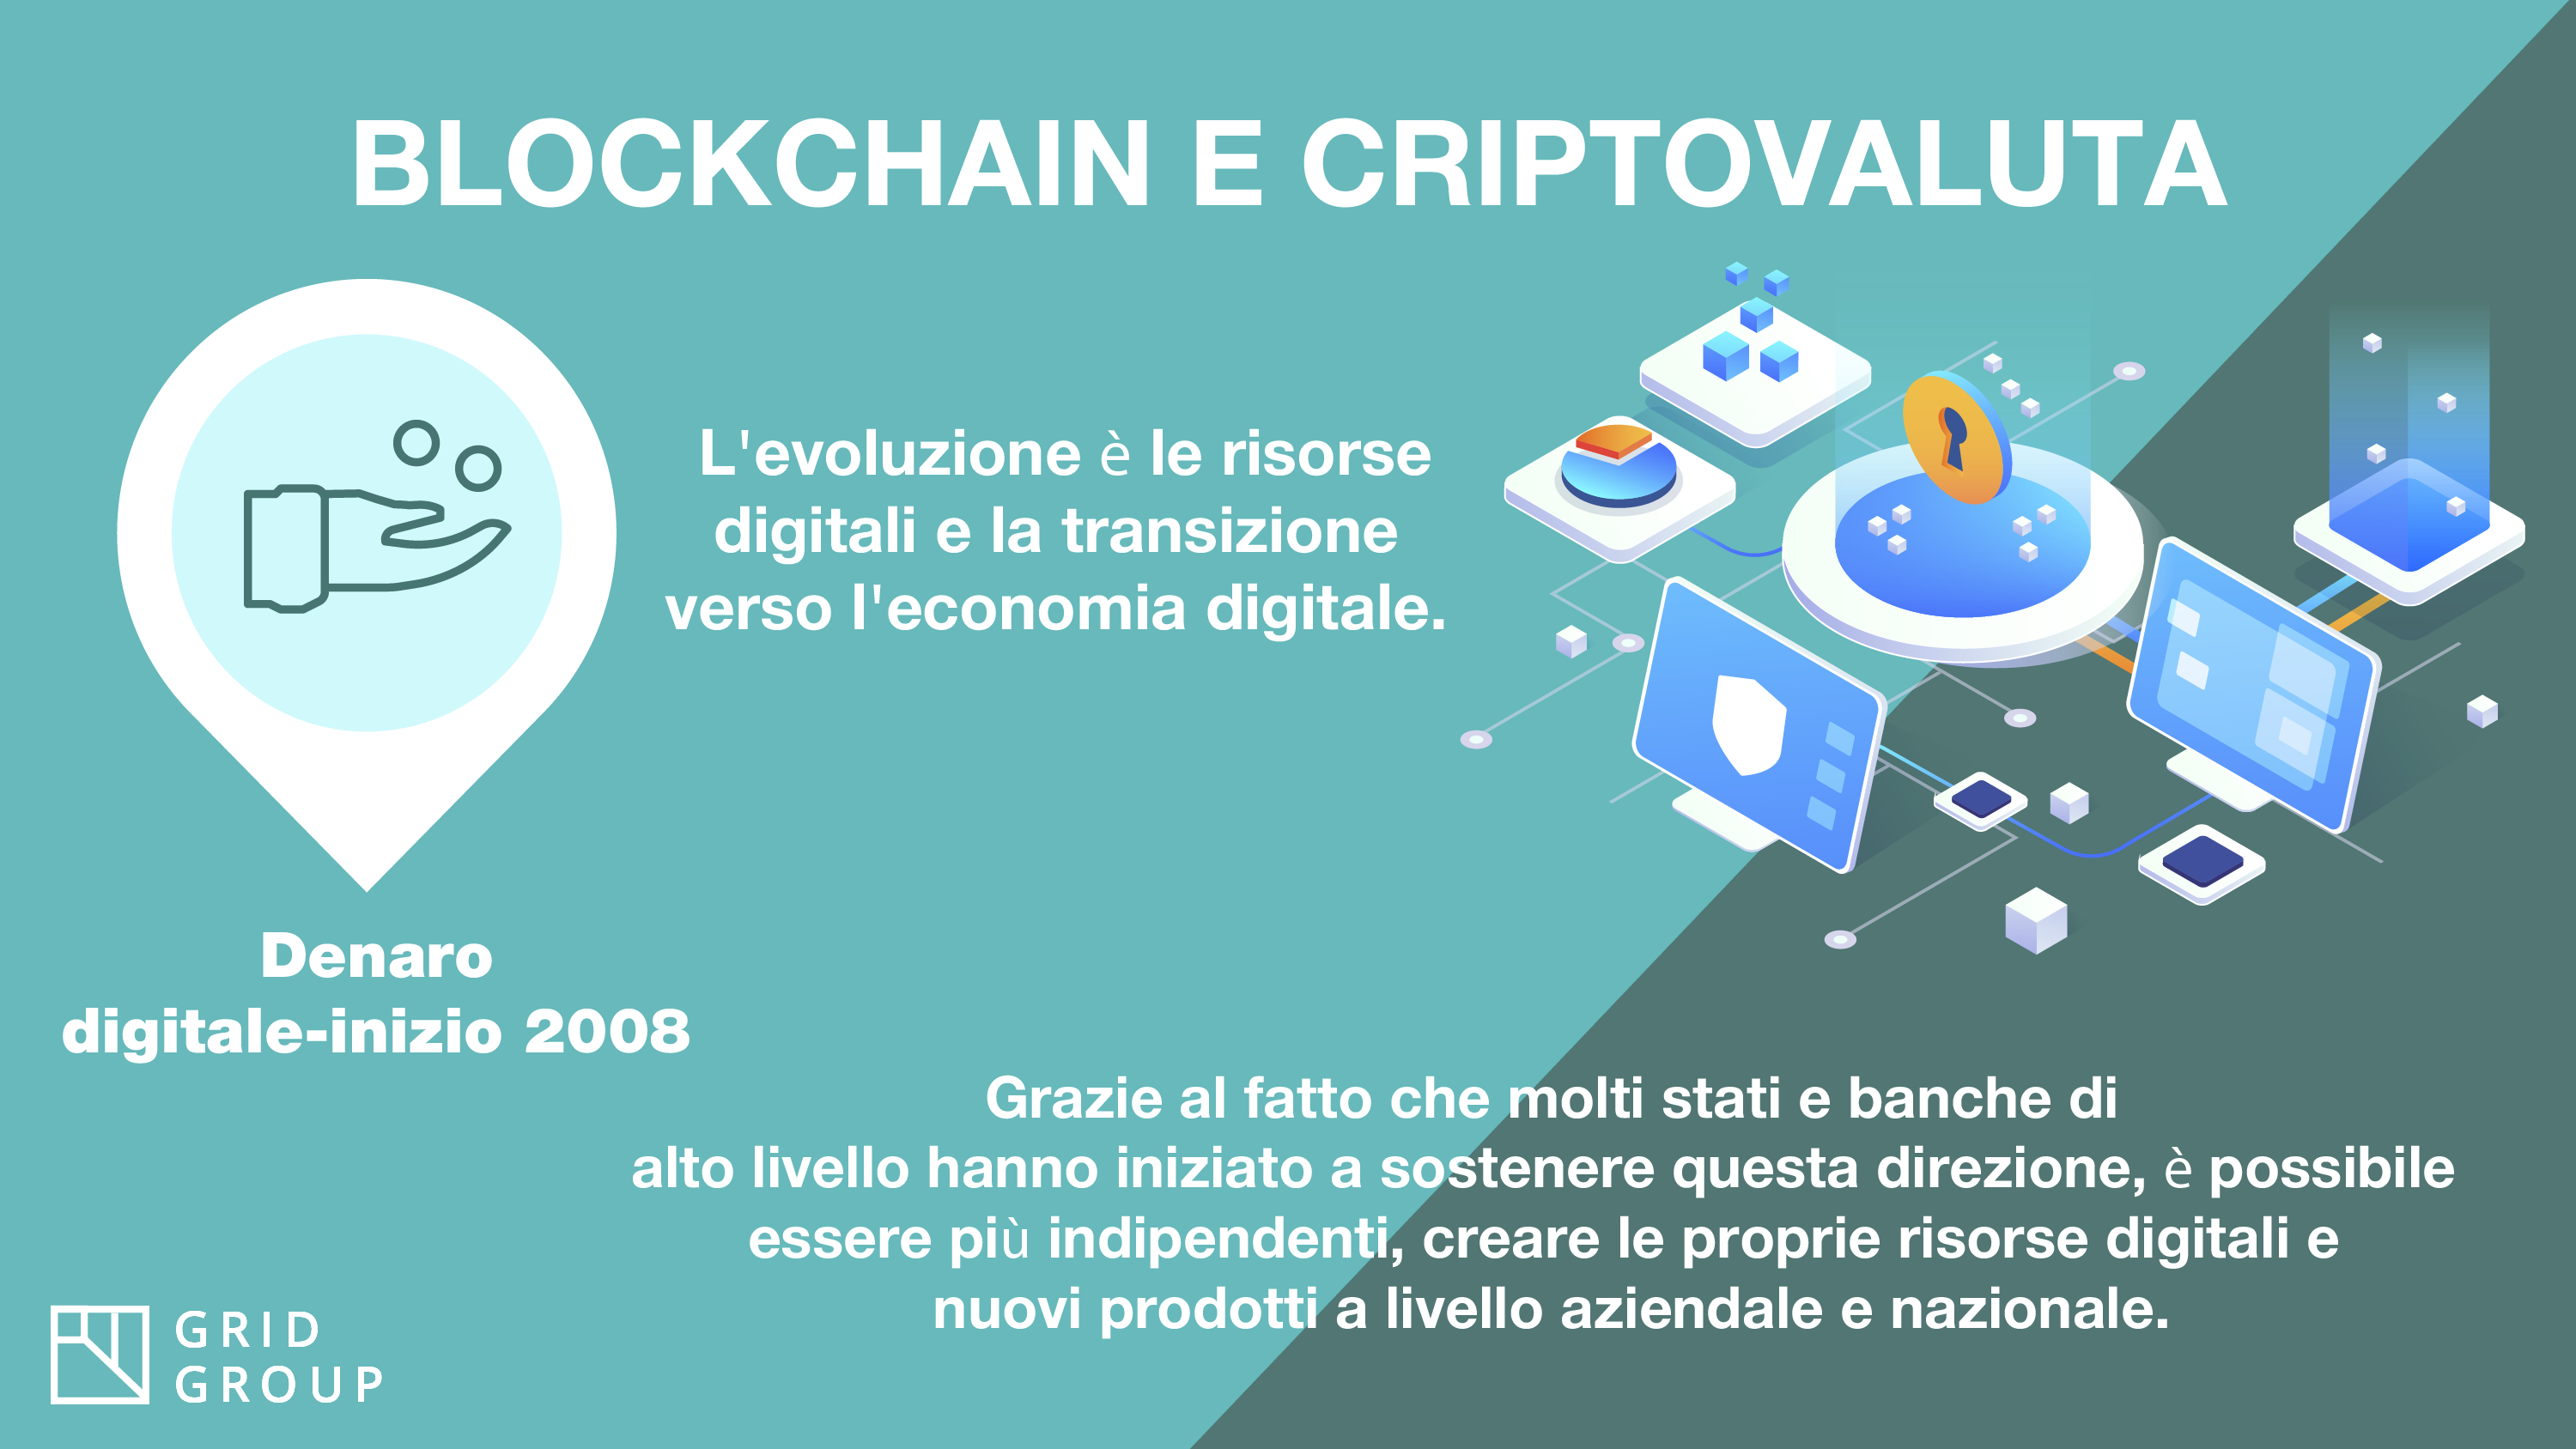 BLOCKCHAIN E CRIPTOVALUTA
L'evoluzione è le risorse
digitali e la transizione
verso l'economia digitale.
Denaro
digitale-inizio 2008
Grazie al fatto che molti stati e banche di
alto livello hanno iniziato a sostenere questa direzione, è possibile
essere più indipendenti, creare le proprie risorse digitali e
nuovi prodotti a livello aziendale e nazionale.
GRID
GROUP